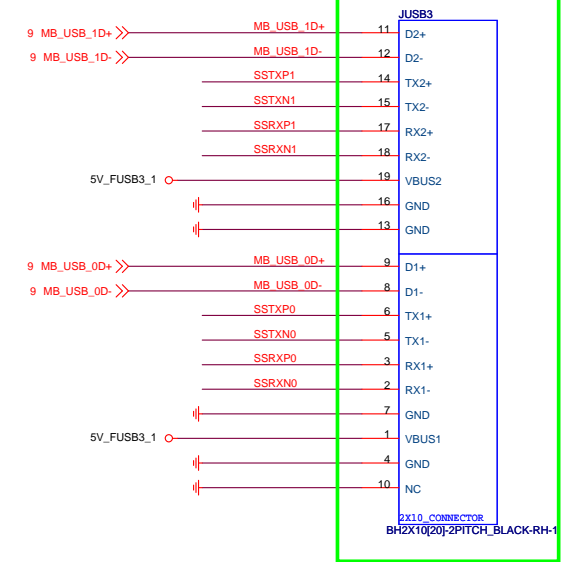 JUSB3
9 MB_USB_1D+ MB_USB_1D+ 11 D2+
9 MB_USB_1D- MB_USB_1D- 12 D2-
SSTXP1 14 TX2+
SSTXN1 15 TX2-
SSRXP1 17 RX2+
SSRXN1 18 RX2-
5V_FUSB3_1 19 VBUS2
16 GND
13 GND
9 MB_USB_0D+ MB_USB_0D+ 9 D1+
9 MB_USB_0D- MB_USB_0D- 8 D1-
SSTXP0 6 TX1+
SSTXN0 5 TX1-
SSRXP0 3 RX1+
SSRXN0 2 RX1-
7 GND
5V_FUSB3_1 1 VBUS1
4 GND
10 NC
2X10_CONNECTOR
BH2X10[20]-2PITCH_BLACK-RH-1